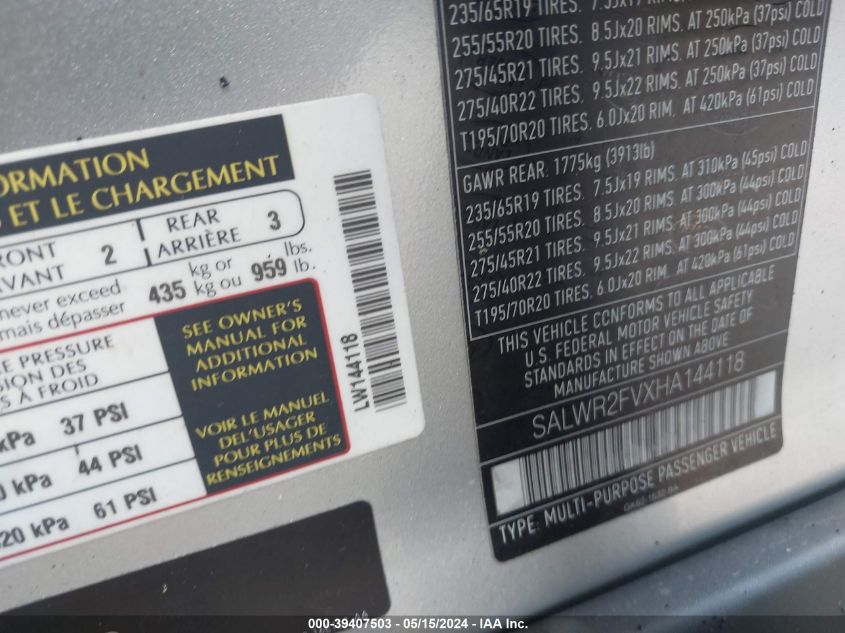 ORMATION
ET LE CHARGEMENT
RONT
AVANT 2
REAR
ARRIÈRE 3
never exceed
mais dépasser
435 kg or
kg ou 959 lbs.
lb.
E PRESSURE
SION DES
S À FROID
kPa 37 PSI
kPa 44 PSI
20 kPa 61 PSI
SEE OWNER'S
MANUAL FOR
ADDITIONAL
INFORMATION
VOIR LE MANUEL
DEL'USAGER
POUR PLUS DE
RENSEIGNEMENTS
LW144118
235/65R19 TIRES. 7.5Jx19 RIMS.
255/55R20 TIRES. 8.5Jx20 RIMS. AT 250kPa (37psi) COLD
275/45R21 TIRES. 9.5Jx21 RIMS. AT 250kPa (37psi) COLD
275/40R22 TIRES. 9.5Jx22 RIMS. AT 250kPa (37psi) COLD
T195/70R20 TIRES, 6.0Jx20 RIM, AT 420kPa (61psi) COLD
GAWR REAR: 1775kg (3913lb)
235/65R19 TIRES. 7.5Jx19 RIMS. AT 310kPa (45psi) COLD
255/55R20 TIRES. 8.5Jx20 RIMS. AT 300kPa (44psi) COLD
275/45R21 TIRES. 9.5Jx21 RIMS. AT 300kPa (44psi) COLD
275/40R22 TIRES. 9.5Jx22 RIMS. AT 300kPa (44psi) COLD
T195/70R20 TIRES, 6.0Jx20 RIM, AT 420kPa (61psi) COLD
THIS VEHICLE CONFORMS TO ALL APPLICABLE
U.S. FEDERAL MOTOR VEHICLE SAFETY
STANDARDS IN EFFECT ON THE DATE OF
MANUFACTURE SHOWN ABOVE
SALWR2FVXHA144118
TYPE: MULTI-PURPOSE PASSENGER VEHICLE
000-39407503 - 05/15/2024 - IAA Inc.